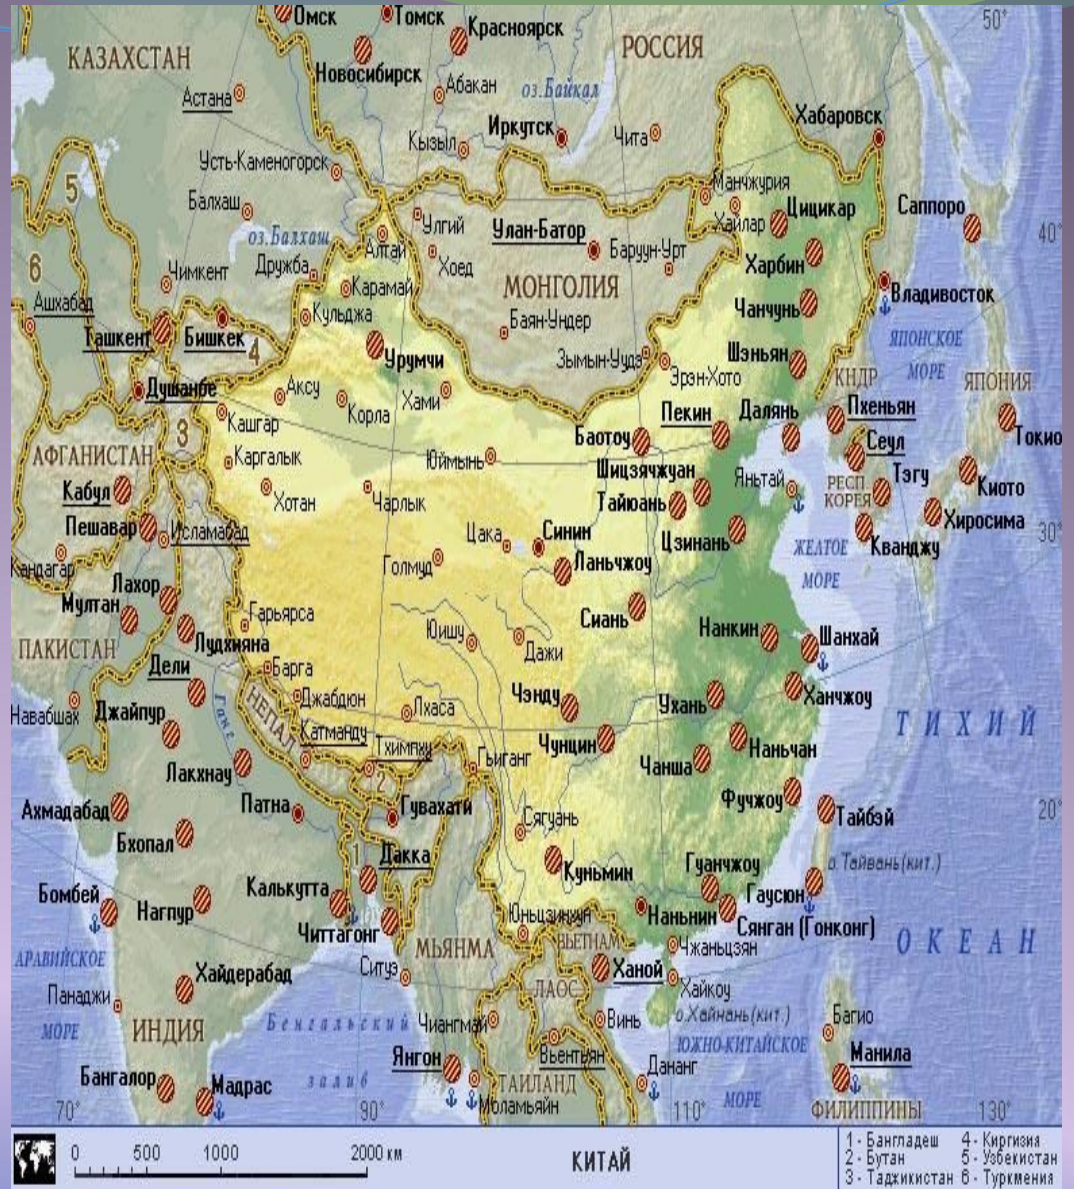 Омск
Томск
Красноярск
50°
КАЗАХСТАН
Новосибирск
РОССИЯ
Астана
Абакан
оз.Байкал
Хабаровск
Иркутск
Чита
Кызыл
Усть-Каменогорск
5
Манчжурия
Балхаш
Улгий
Улан-Батор
Хайлар
Цицикар
Саппоро
оз.Балхаш
Алтай
40°
6
Чимкент
Дружба
Хоед
Баруун-Урт
Харбин
Ашхабад
Карамай
МОНГОЛИЯ
Владивосток
Кульджа
Чанчунь
Ташкент
Бишкек
4
Баян-Ундер
ЯПОНСКОЕ
МОРЕ
Урумчи
Зымын-Уудэ
Шэньян
Эрэн-Хото
КНДР
ЯПОНИЯ
Душанбе
Аксу
Хами
Корла
Пекин
Далянь
Пхеньян
Кашгар
3
Баотоу
Сеул
Токио
АФГАНИСТАН
Каргалык
Юймынь
Шицзячжуан
Яньтай
Тэгу
РЕСП.
КОРЕЯ
Киото
Кабул
Хотан
Чарлык
Тайюань
Хиросима
Пешавар
Исламабад
Цака
Синин
Цзинань
30°
ЖЕЛТОЕ
МОРЕ
Кванджу
Кандагар
Голмуд
Ланьчжоу
Лахор
Мултан
Гарьярса
Сиань
Юишу
Нанкин
Шанхай
ПАКИСТАН
Лудхияна
Дажи
Дели
Барга
Навабшах
Джайпур
Ганг
НЕПАЛ
Джабдюн
Лхаса
Чэнду
Ухань
Ханчжоу
ТИХИЙ
Катманду
Тхимпху
Чунцин
Наньчан
Лакхнау
2
Гьиганг
Чанша
Ахмадабад
Патна
Гувахати
Фучжоу
Тайбэй
20°
Бхопал
Сягуань
1
Дакка
Куньмин
о.Тайвань(кит.)
Бомбей
Калькутта
Гуанчжоу
Гаусюн
Нагпур
Наньнин
Сянган (Гонконг)
Читтагонг
Юньцзинхун
МЬЯНМА
ВЬЕТНАМ
Чжаньцзян
ОКЕАН
АРАВИЙСКОЕ
МОРЕ
Хайдерабад
Ситуэ
Ханой
Панаджи
ЛАОС
Хайкоу
о.Хайнань(кит.)
ИНДИЯ
Бенгальский
залив
Чиангмай
Винь
Багио
ЮЖНО-КИТАЙСКОЕ
МОРЕ
Янгон
Вьентьян
Манила
Бангалор
Мадрас
ТАИЛАНД
Дананг
Моламьяйн
70°
90°
110°
ФИЛИППИНЫ
130°
0 500 1000 2000 км
КИТАЙ
1 - Бангладеш 4 - Киргизия
2 - Бутан 5 - Узбекистан
3 - Таджикистан 6 - Туркмения